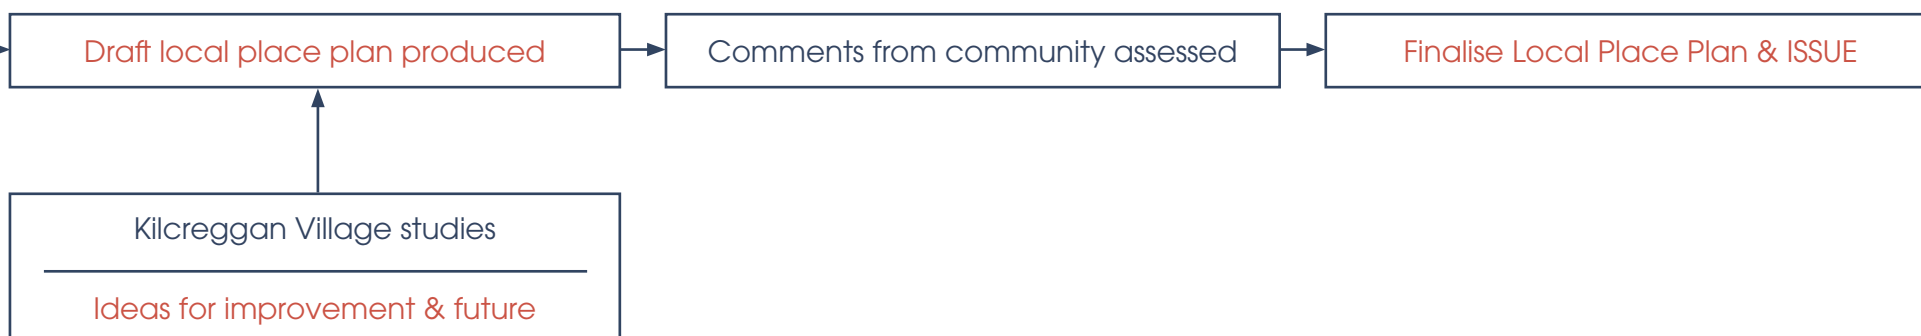 Draft local place plan produced
Comments from community assessed
Finalise Local Place Plan & ISSUE
Kilcreggan Village studies
Ideas for improvement & future